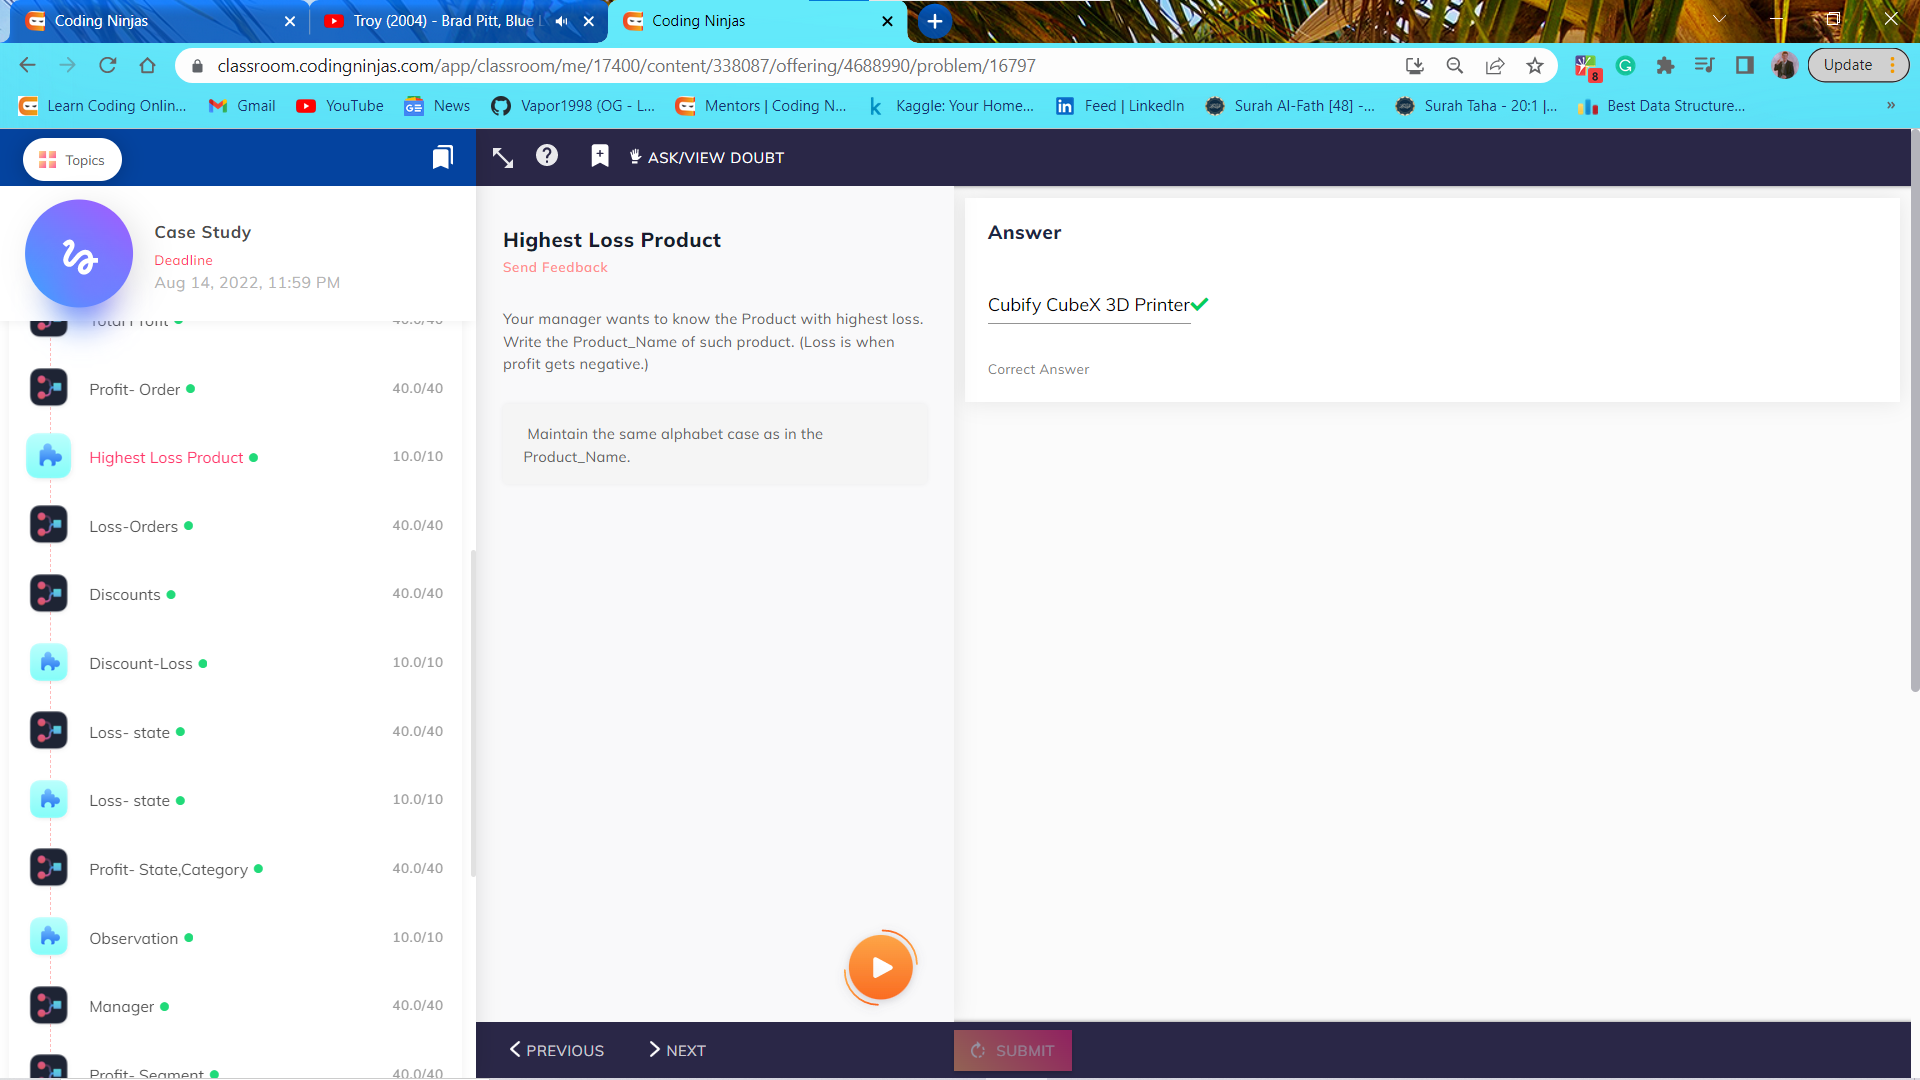 Coding Ninjas
Troy (2004) - Brad Pitt, Blue L
Coding Ninjas
classroom.codingninjas.com/app/classroom/me/17400/content/338087/offering/4688990/problem/16797
8
Update
Learn Coding Onlin...
Gmail
YouTube
News
Vapor1998 (OG - L...
Mentors | Coding N...
Kaggle: Your Home...
Feed | LinkedIn
Surah Al-Fath [48] -...
Surah Taha - 20:1 |...
Best Data Structure...
»
Topics
ASK/VIEW DOUBT
Case Study
Deadline
Aug 14, 2022, 11:59 PM
Total Profit 40.0/40
Profit- Order 40.0/40
Highest Loss Product 10.0/10
Loss-Orders 40.0/40
Discounts 40.0/40
Discount-Loss 10.0/10
Loss- state 40.0/40
Loss- state 10.0/10
Profit- State,Category 40.0/40
Observation 10.0/10
Manager 40.0/40
Profit- Segment 40.0/40
Highest Loss Product
Send Feedback
Your manager wants to know the Product with highest loss.
Write the Product_Name of such product. (Loss is when
profit gets negative.)
Maintain the same alphabet case as in the
Product_Name.
Answer
Cubify CubeX 3D Printer
Correct Answer
PREVIOUS
NEXT
SUBMIT